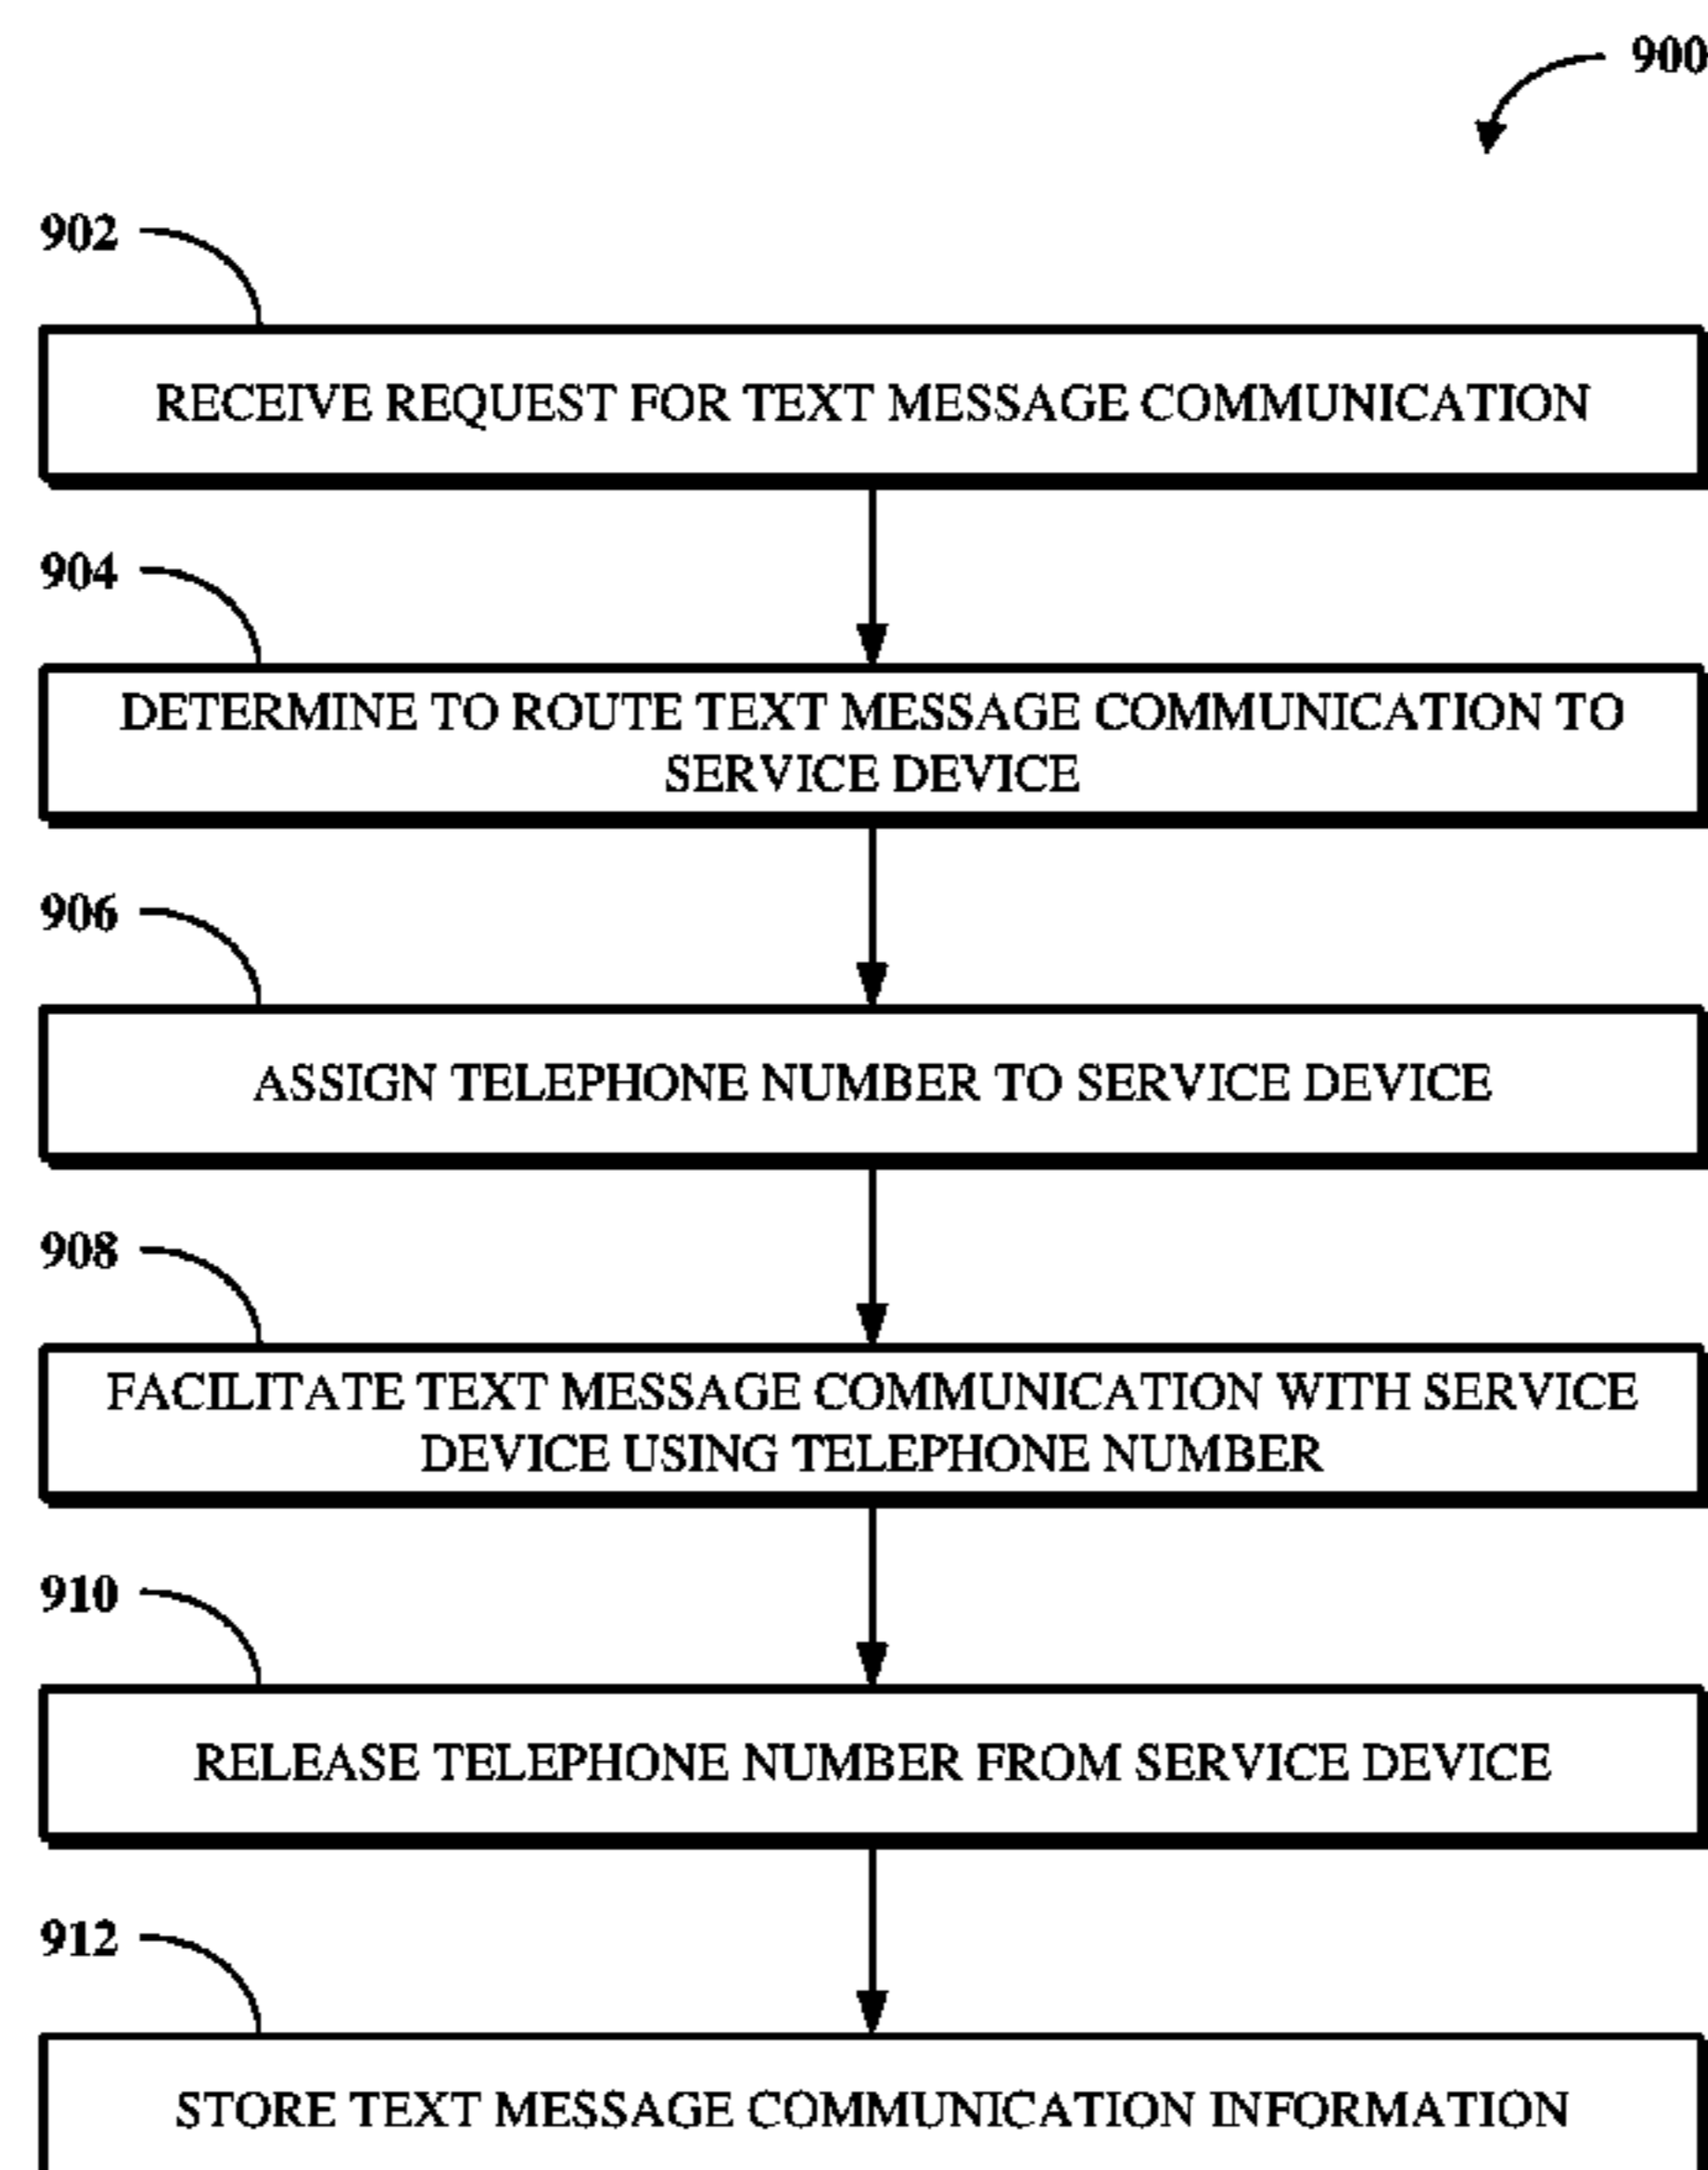 900
902
RECEIVE REQUEST FOR TEXT MESSAGE COMMUNICATION
904
DETERMINE TO ROUTE TEXT MESSAGE COMMUNICATION TO
SERVICE DEVICE
906
ASSIGN TELEPHONE NUMBER TO SERVICE DEVICE
908
FACILITATE TEXT MESSAGE COMMUNICATION WITH SERVICE
DEVICE USING TELEPHONE NUMBER
910
RELEASE TELEPHONE NUMBER FROM SERVICE DEVICE
912
STORE TEXT MESSAGE COMMUNICATION INFORMATION